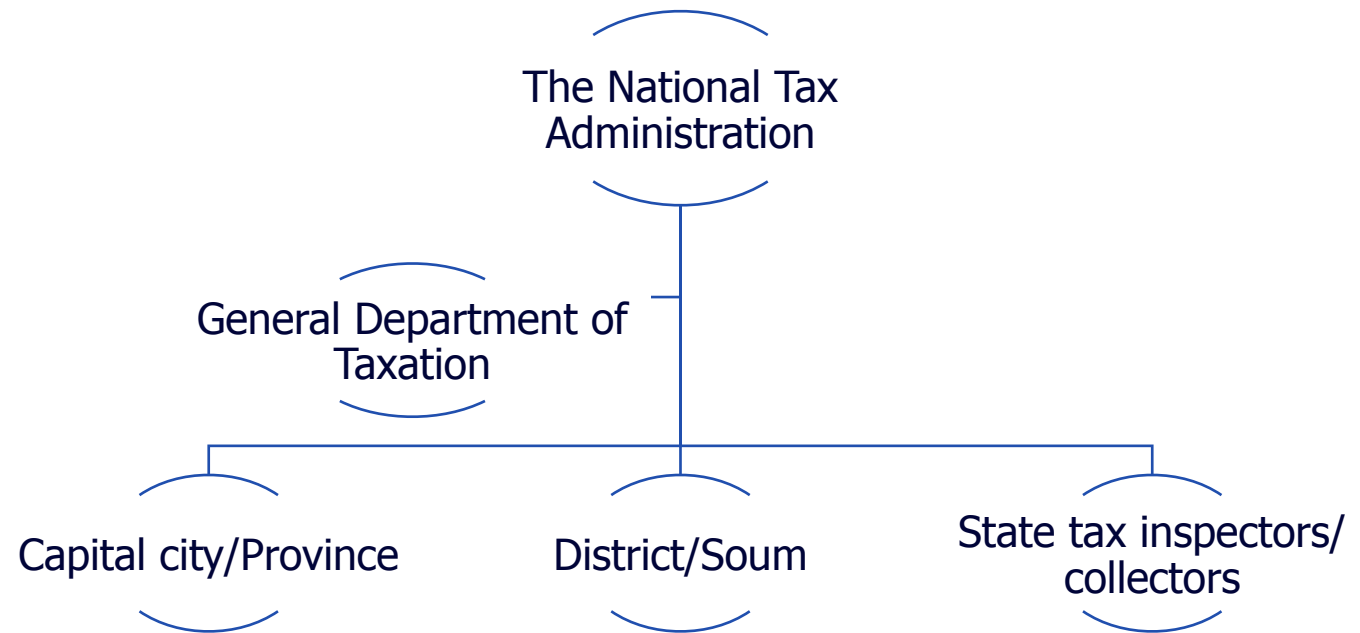 The National Tax
Administration
General Department of
Taxation
Capital city/Province
District/Soum
State tax inspectors/
collectors